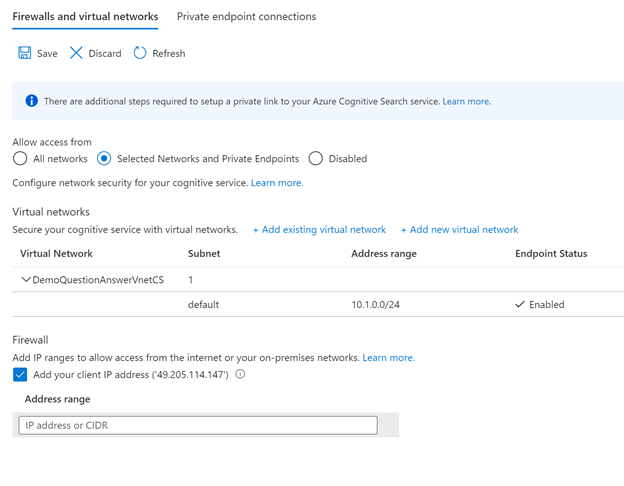 Firewalls and virtual networks Private endpoint connections
Save Discard Refresh
There are additional steps required to setup a private link to your Azure Cognitive Search service. Learn more.
Allow access from
All networks Selected Networks and Private Endpoints Disabled
Configure network security for your cognitive service. Learn more.
Virtual networks
Secure your cognitive service with virtual networks. + Add existing virtual network + Add new virtual network
Virtual Network Subnet Address range Endpoint Status
DemoQuestionAnswerVnetCS 1
default 10.1.0.0/24 Enabled
Firewall
Add IP ranges to allow access from the internet or your on-premises networks. Learn more.
Add your client IP address ('49.205.114.147')
Address range
IP address or CIDR